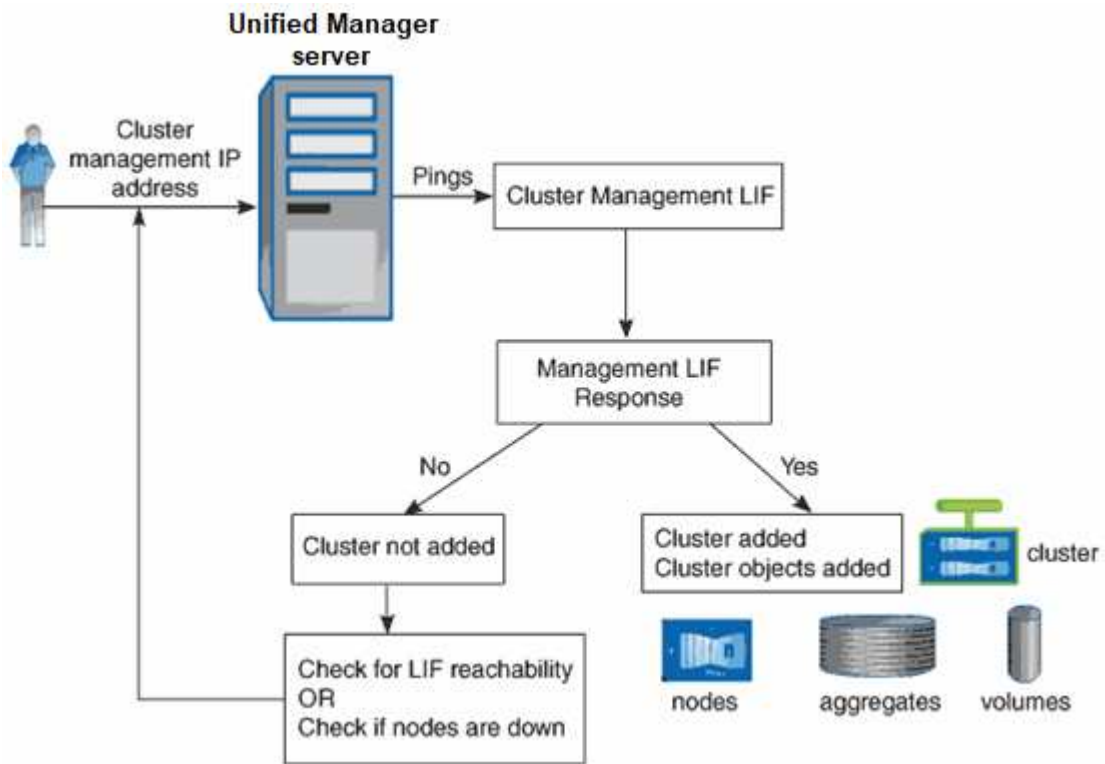 Unified Manager
server
Cluster
management IP
address
Pings
Cluster Management LIF
Management LIF
Response
No
Yes
Cluster not added
Cluster added
Cluster objects added
cluster
Check for LIF reachability
OR
Check if nodes are down
nodes
aggregates
volumes